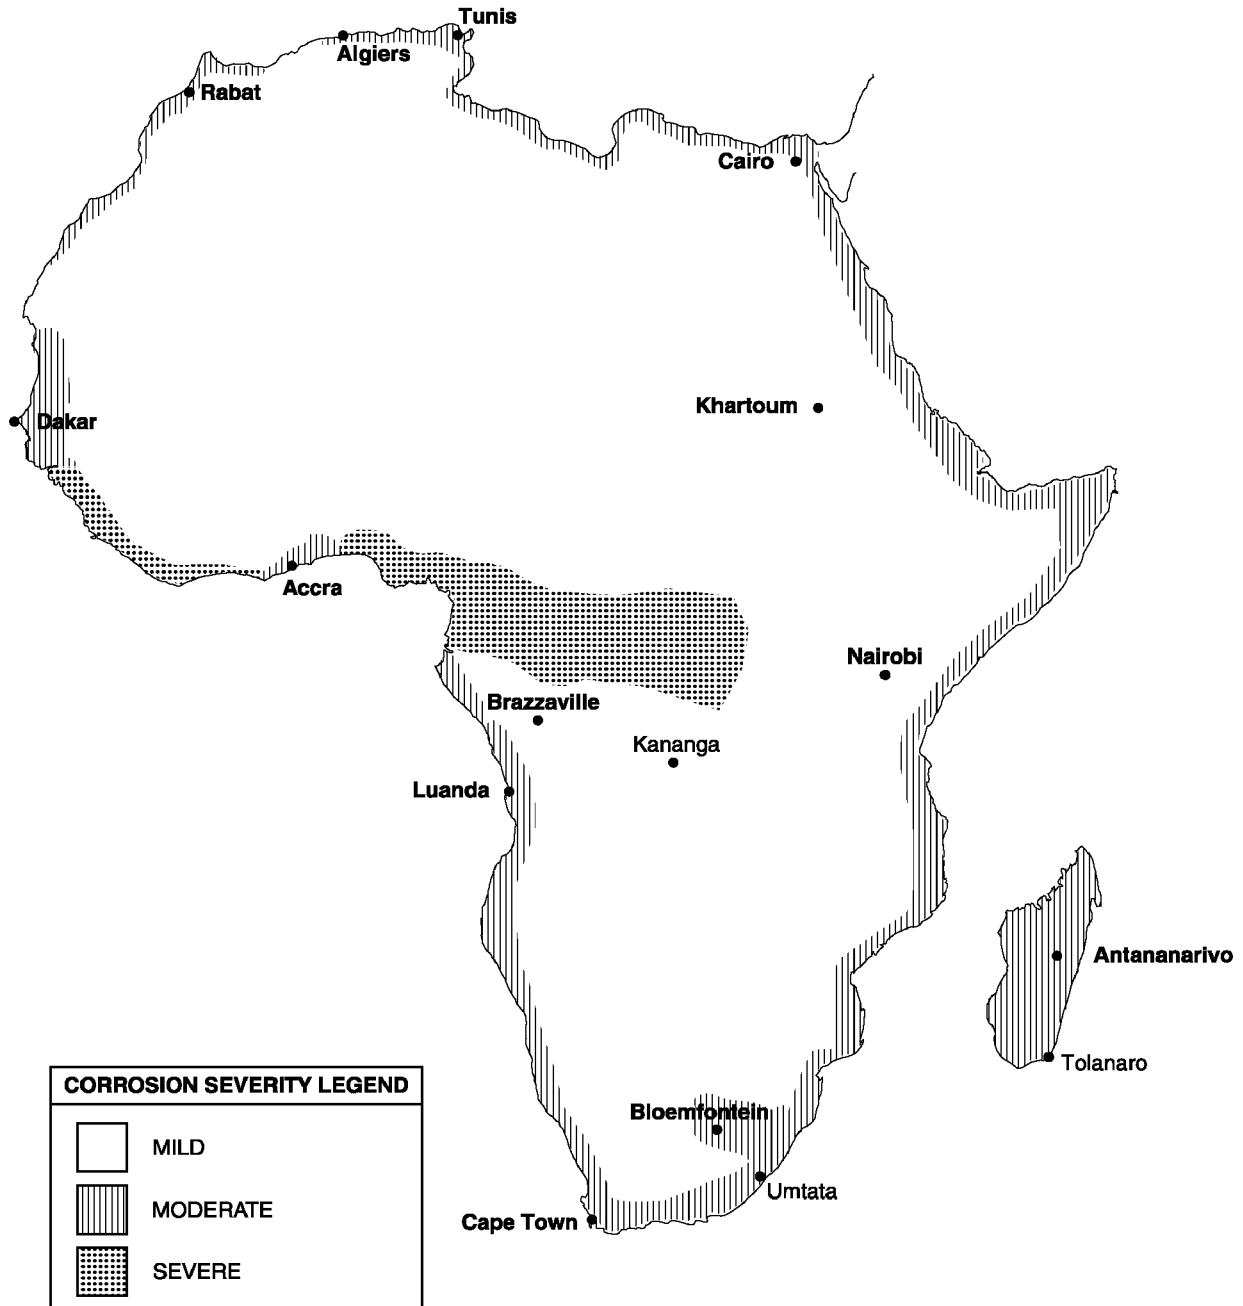 Tunis
Algiers
Rabat
Cairo
Khartoum
Dakar
Accra
Nairobi
Brazzaville
Kananga
Luanda
Antananarivo
Tolanaro
Bloemfontein
Umtata
Cape Town
CORROSION SEVERITY LEGEND
MILD
MODERATE
SEVERE